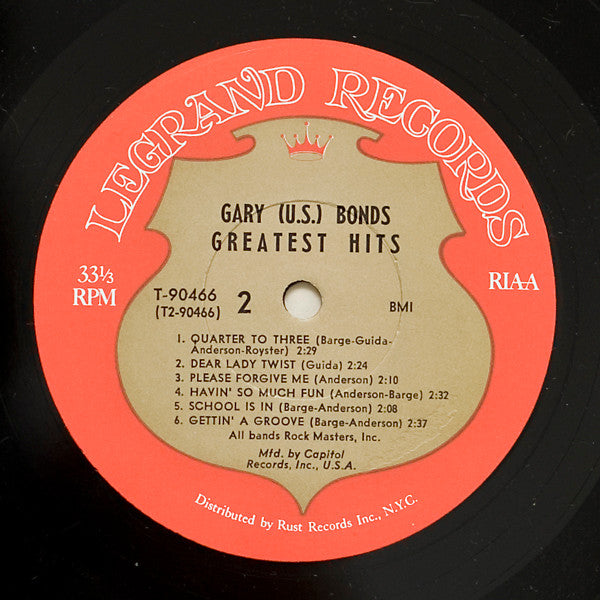 LEGRAND RECORDS
GARY (U.S.) BONDS
GREATEST HITS
33⅓
RPM
RIAA
T-90466
(T2-90466)
2
BMI
1. QUARTER TO THREE (Barge-Guida-
Anderson-Royster) 2:29
2. DEAR LADY TWIST (Guida) 2:24
3. PLEASE FORGIVE ME (Anderson) 2:10
4. HAVIN' SO MUCH FUN (Anderson-Barge) 2:32
5. SCHOOL IS IN (Barge-Anderson) 2:08
6. GETTIN' A GROOVE (Barge-Anderson) 2:37
All bands Rock Masters, Inc.
Mfd. by Capitol
Records, Inc., U.S.A.
Distributed by Rust Records Inc., N.Y.C.